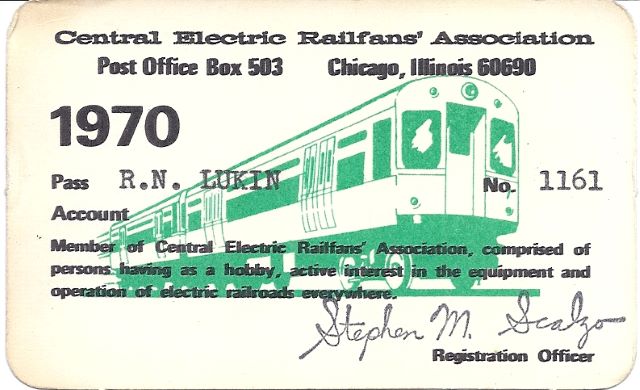 Central Electric Railfans' Association
Post Office Box 503 Chicago, Illinois 60690
1970
Pass R.N. LUKIN No. 1161
Account
Member of Central Electric Railfans' Association, comprised of
persons having as a hobby, active interest in the equipment and
operation of electric railroads everywhere.
Stephen M. Scalzo
Registration Officer